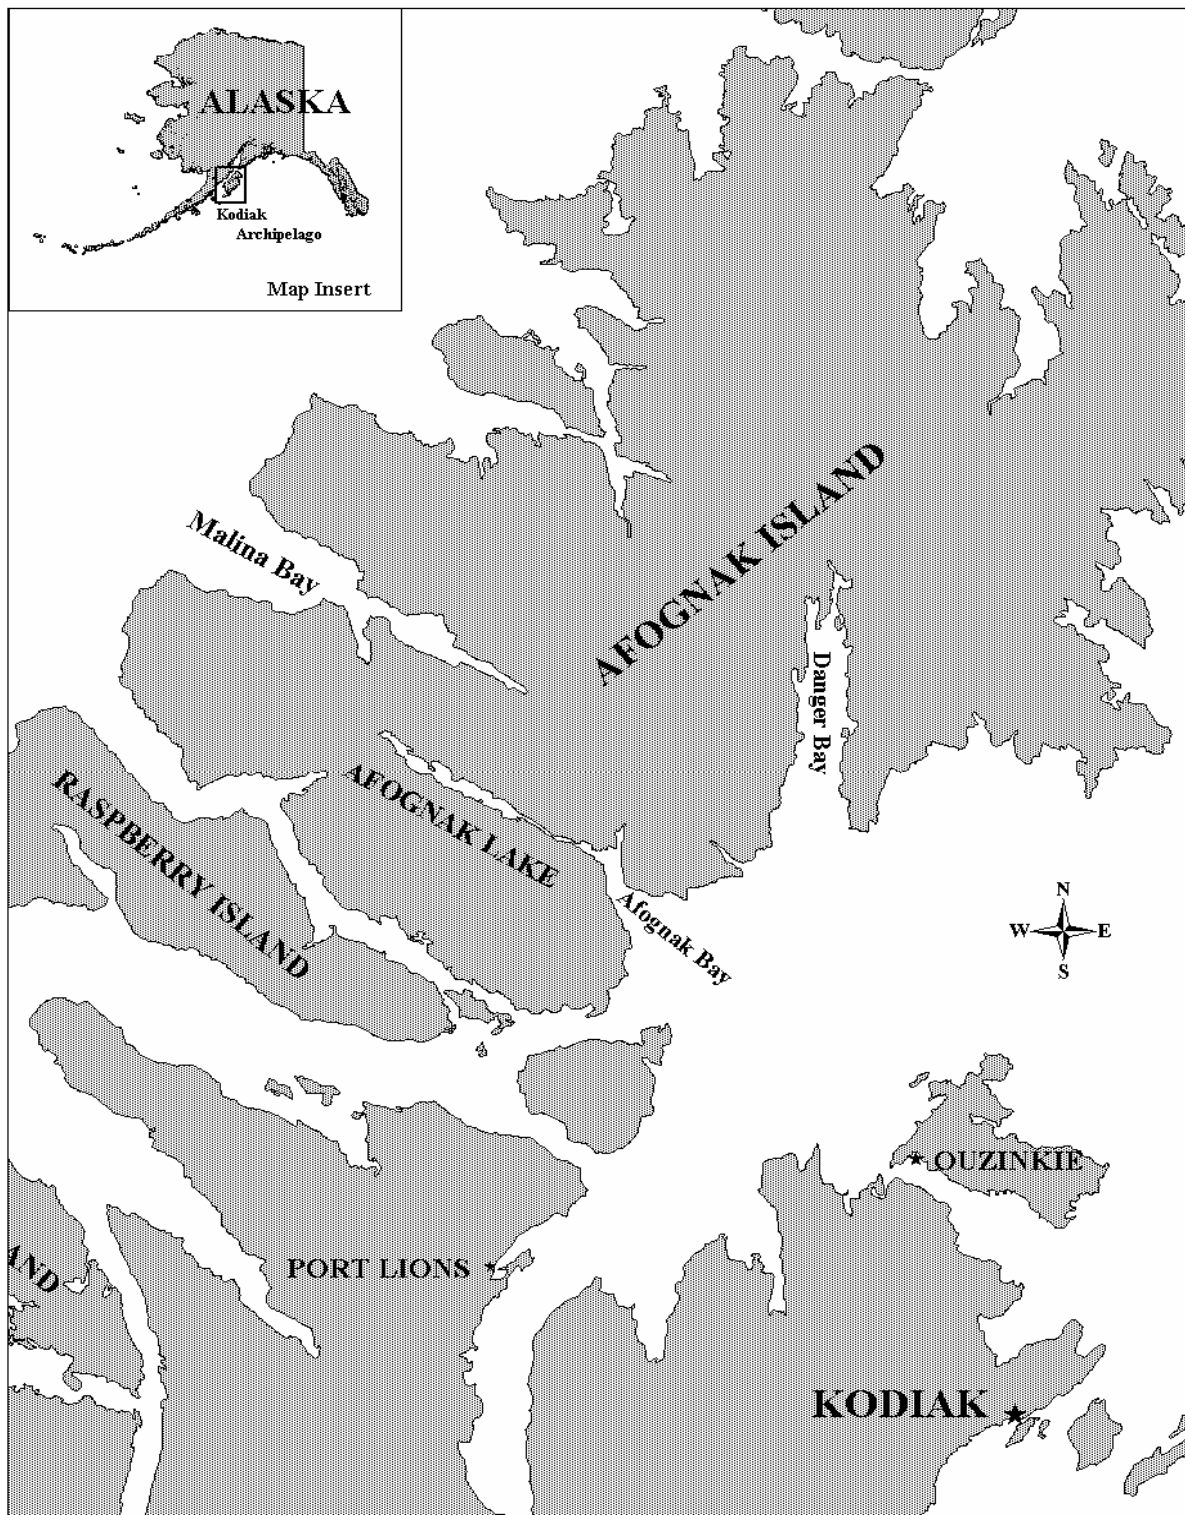 ALASKA
Kodiak
Archipelago
Map Insert
AFOGNAK ISLAND
Malina Bay
Danger Bay
RASPBERRY ISLAND
AFOGNAK LAKE
Afognak Bay
N
W E
S
OUZINKIE
AND
PORT LIONS
KODIAK